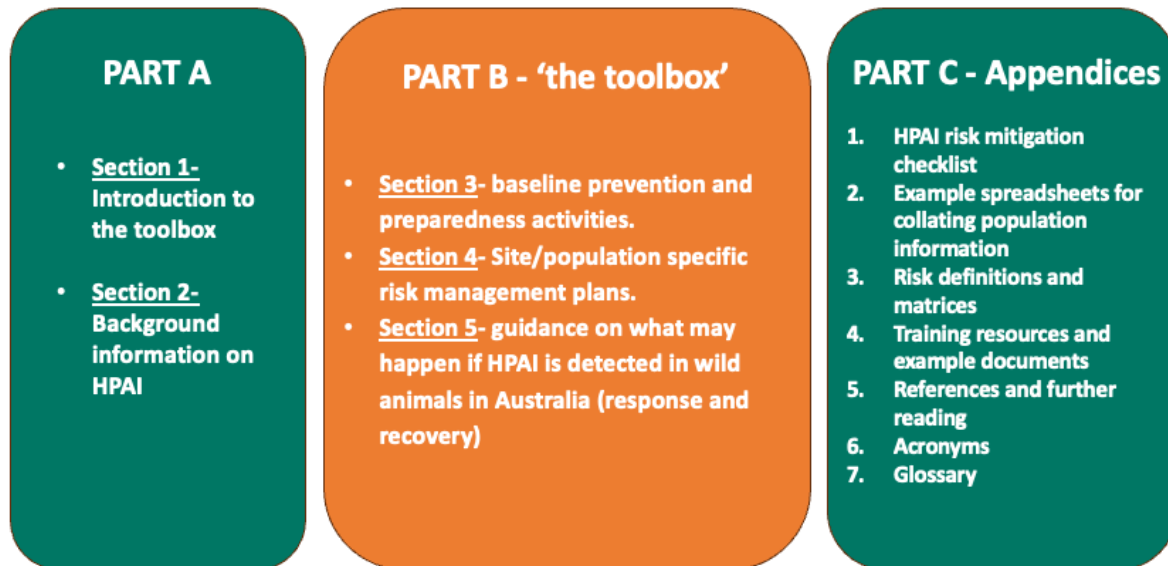 PART A
• Section 1-
Introduction to
the toolbox
• Section 2-
Background
information on
HPAI
PART B - ‘the toolbox’
• Section 3- baseline prevention and
preparedness activities.
• Section 4- Site/population specific
risk management plans.
• Section 5- guidance on what may
happen if HPAI is detected in wild
animals in Australia (response and
recovery)
PART C - Appendices
1. HPAI risk mitigation
checklist
2. Example spreadsheets for
collating population
information
3. Risk definitions and
matrices
4. Training resources and
example documents
5. References and further
reading
6. Acronyms
7. Glossary